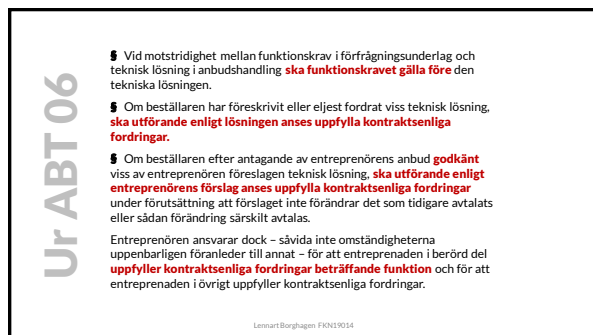 Ur ABT 06
§ Vid motstridighet mellan funktionskrav i förfrågningsunderlag och
teknisk lösning i anbudshandling ska funktionskravet gälla före den
tekniska lösningen.
§ Om beställaren har föreskrivit eller eljest fordrat viss teknisk lösning,
ska utförande enligt lösningen anses uppfylla kontraktsenliga
fordringar.
§ Om beställaren efter antagande av entreprenörens anbud godkänt
viss av entreprenören föreslagen teknisk lösning, ska utförande enligt
entreprenörens förslag anses uppfylla kontraktsenliga fordringar
under förutsättning att förslaget inte förändrar det som tidigare avtalats
eller sådan förändring särskilt avtalas.
Entreprenören ansvarar dock – såvida inte omständigheterna
uppenbarligen föranleder till annat – för att entreprenaden i berörd del
uppfyller kontraktsenliga fordringar beträffande funktion och för att
entreprenaden i övrigt uppfyller kontraktsenliga fordringar.
Lennart Borghagen FKN19014